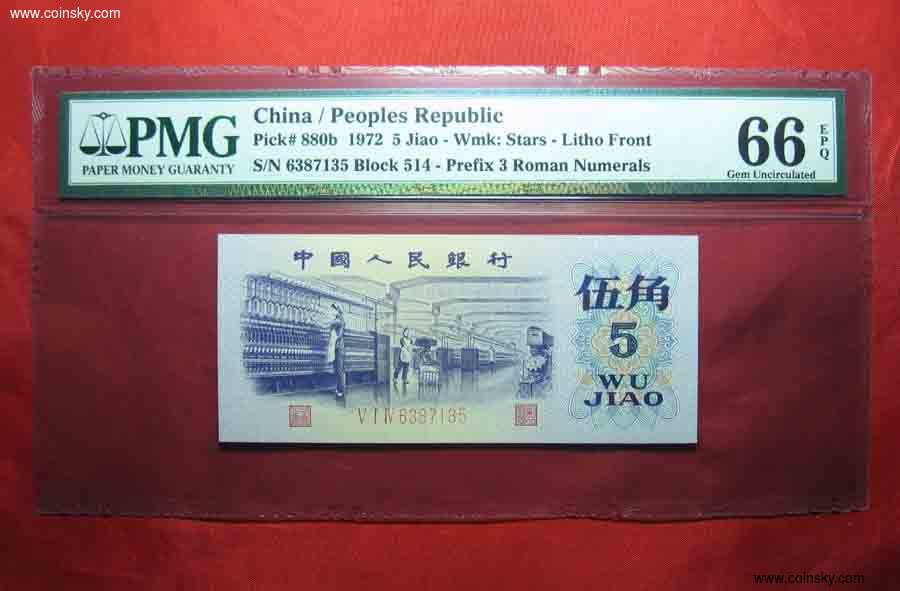 www.coinsky.com
PMG
PAPER MONEY GUARANTY
China / Peoples Republic
Pick# 880b 1972 5 Jiao - Wmk: Stars - Litho Front
S/N 6387135 Block 514 - Prefix 3 Roman Numerals
66
EPQ
Gem Uncirculated
中國人民銀行
伍角
5
WU
JIAO
V I IV 6387135
www.coinsky.com